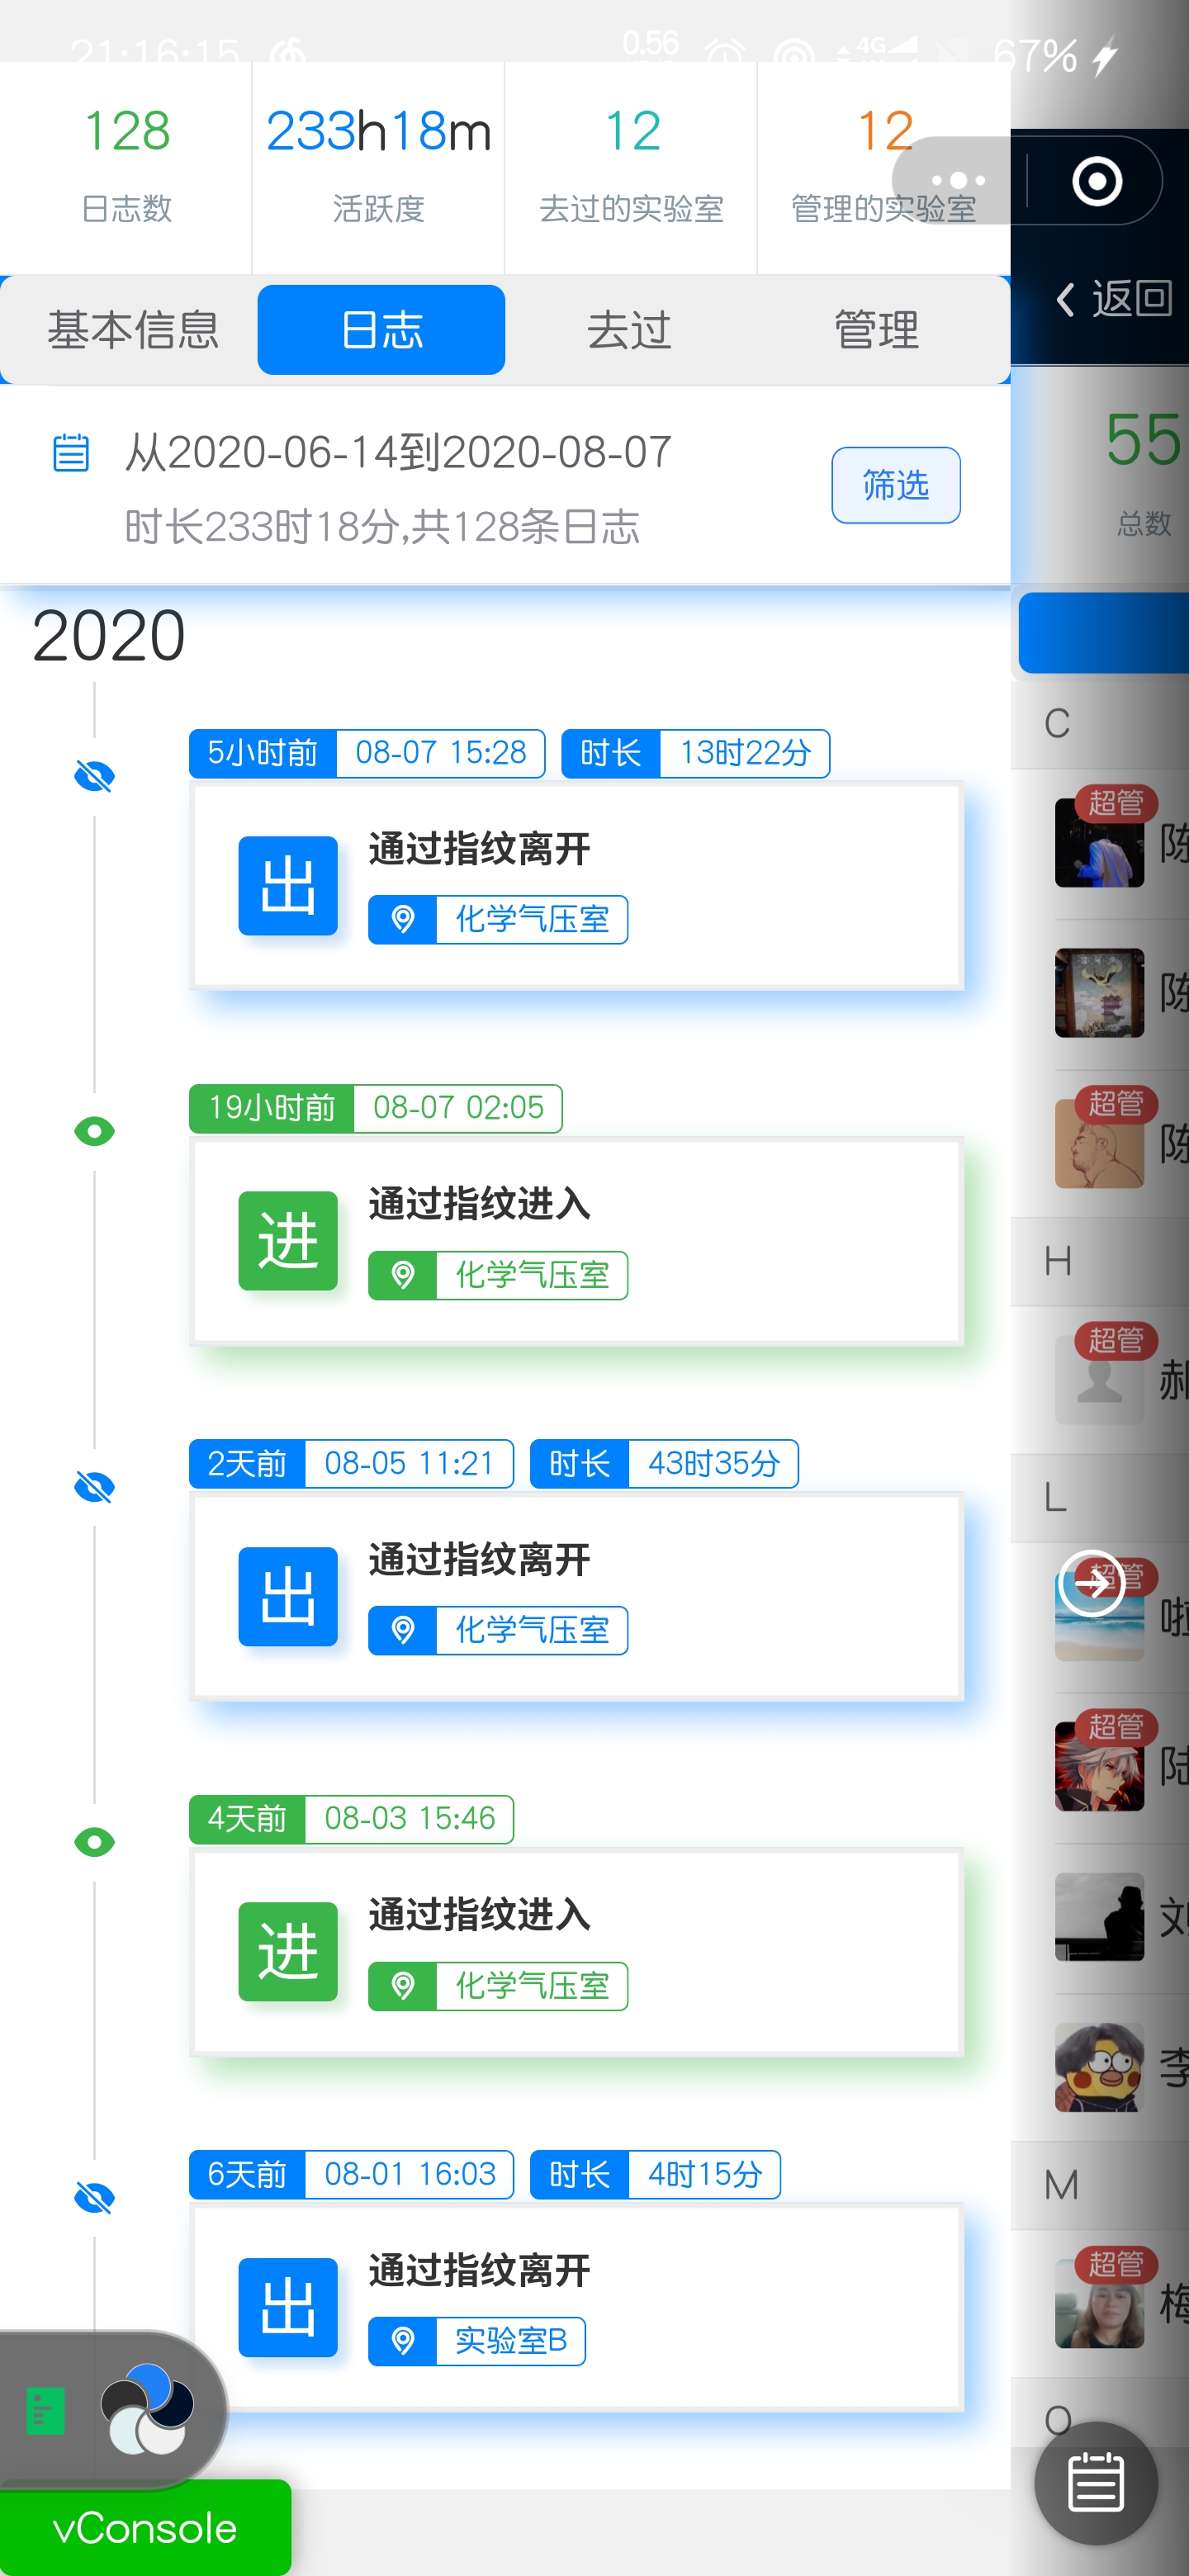 21:16:15
0.56
4G
67%
128
233h18m
12
12
日志数
活跃度
去过的实验室
管理的实验室
返回
基本信息
日志
去过
管理
从2020-06-14到2020-08-07
时长233时18分,共128条日志
筛选
55
总数
2020
C
5小时前 08-07 15:28 时长 13时22分
出
通过指纹离开
化学气压室
超管
陈
陈
19小时前 08-07 02:05
进
通过指纹进入
化学气压室
超管
陈
H
超管
郝
2天前 08-05 11:21 时长 43时35分
出
通过指纹离开
化学气压室
L
超管
啦
超管
陆
4天前 08-03 15:46
进
通过指纹进入
化学气压室
刘
李
6天前 08-01 16:03 时长 4时15分
出
通过指纹离开
实验室B
M
超管
梅
O
vConsole